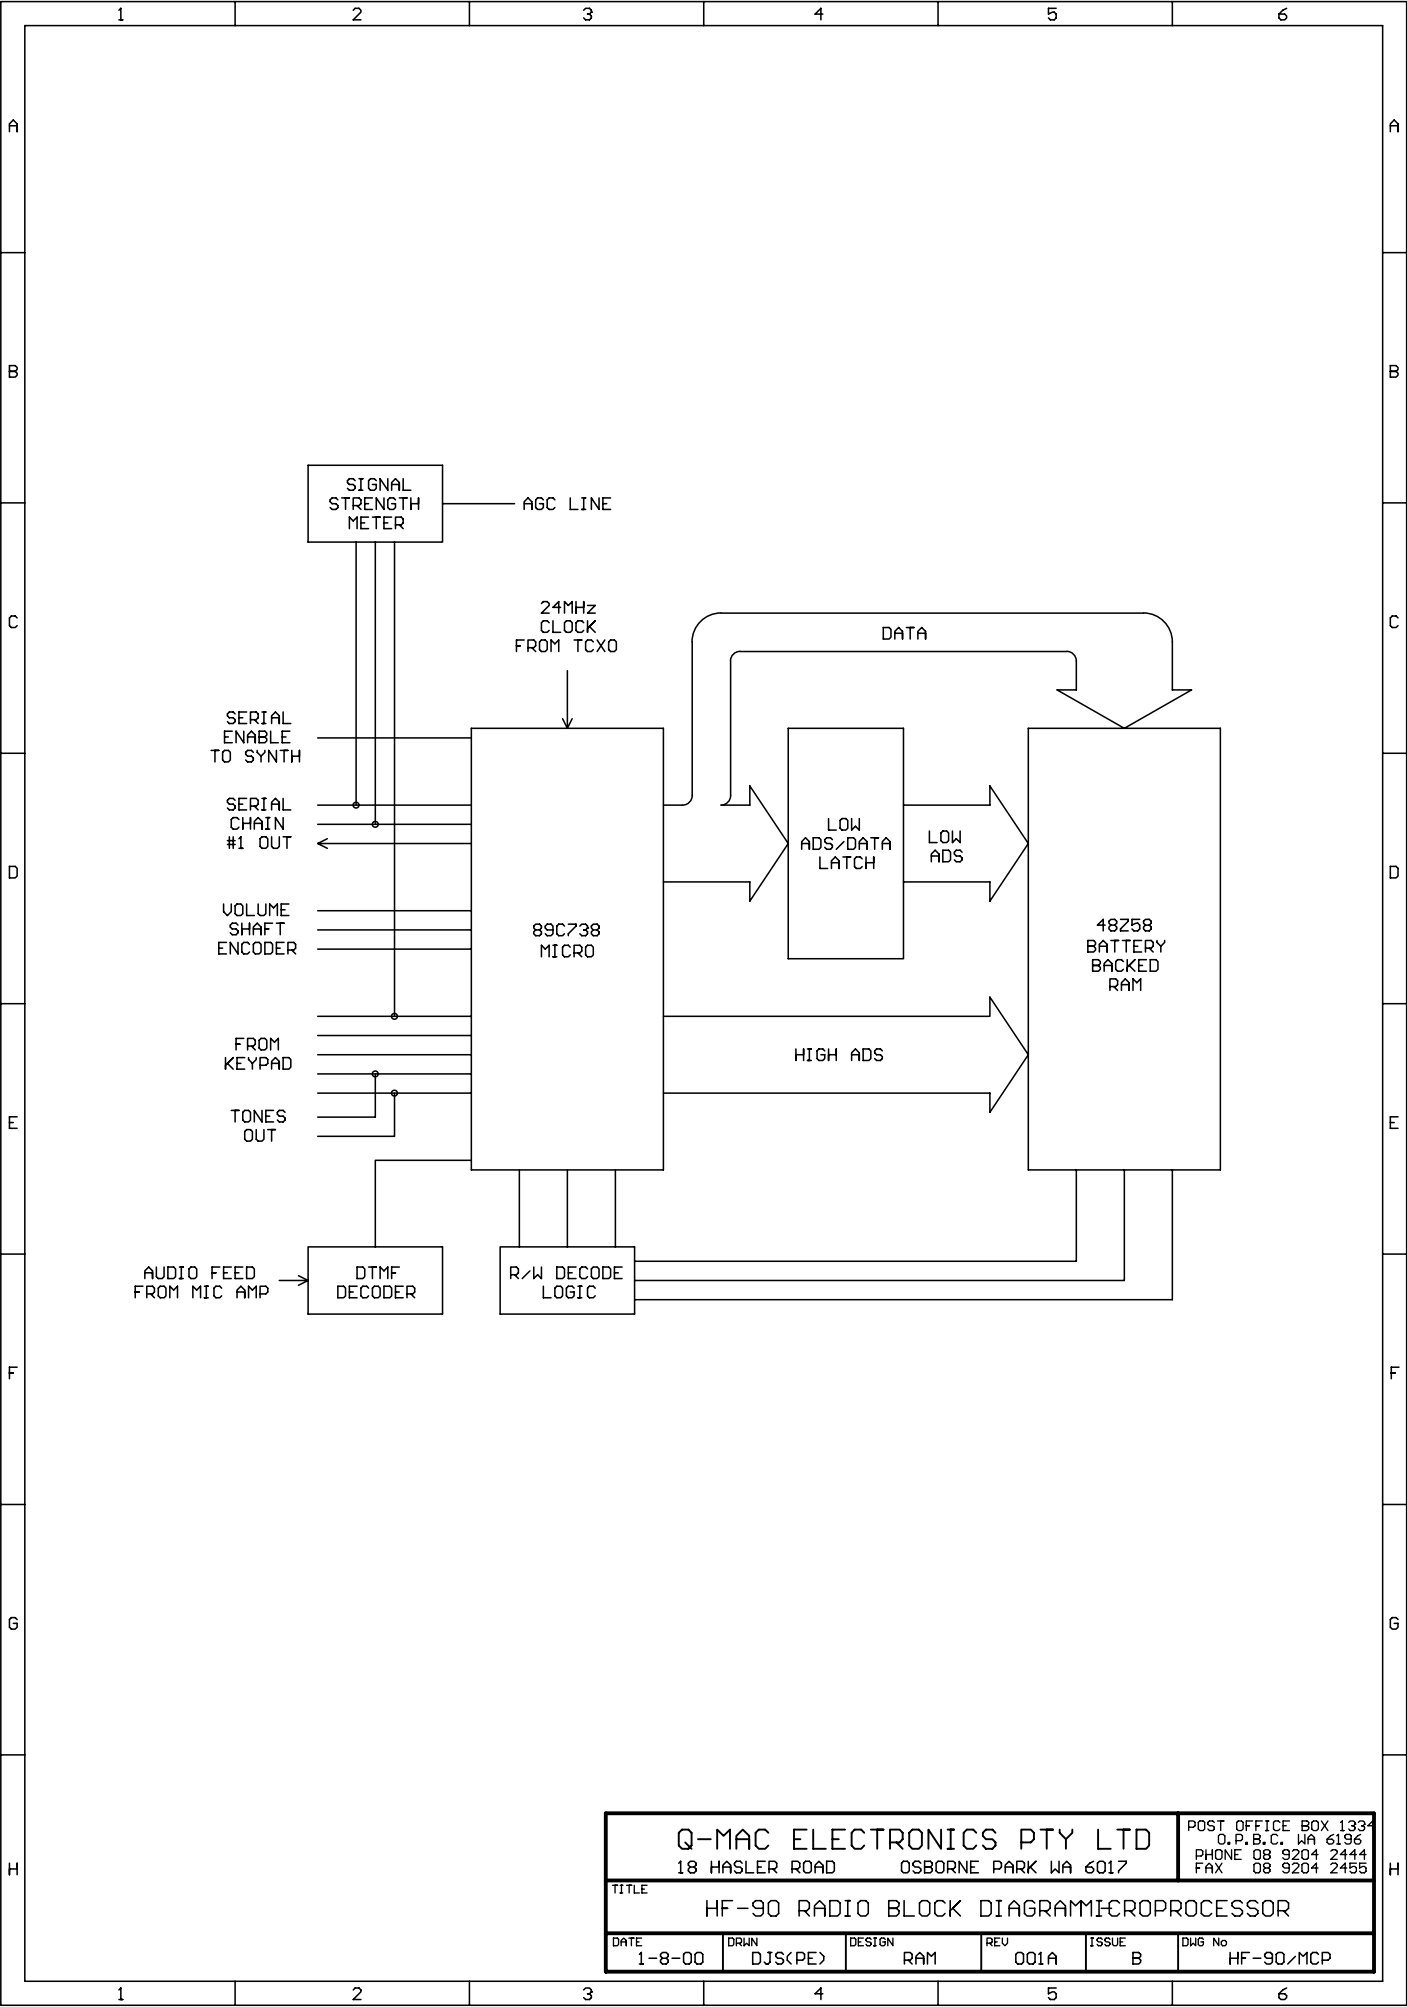 1 2 3 4 5 6
A A
B B
SIGNAL
STRENGTH
METER
AGC LINE
24MHz
CLOCK
FROM TCXO
C C
DATA
SERIAL
ENABLE
TO SYNTH
SERIAL
CHAIN
#1 OUT
LOW
ADS/DATA
LATCH
LOW
ADS
D D
VOLUME
SHAFT
ENCODER
89C738
MICRO
48Z58
BATTERY
BACKED
RAM
FROM
KEYPAD
HIGH ADS
TONES
OUT
E E
AUDIO FEED
FROM MIC AMP
DTMF
DECODER
R/W DECODE
LOGIC
F F
G G
H H
Q-MAC ELECTRONICS PTY LTD
18 HASLER ROAD OSBORNE PARK WA 6017
POST OFFICE BOX 1334
O.P.B.C. WA 6196
PHONE 08 9204 2444
FAX 08 9204 2455
TITLE
HF-90 RADIO BLOCK DIAGRAM-MICROPROCESSOR
DATE DRWN DESIGN REV ISSUE DWG No
1-8-00 DJS(PE) RAM 001A B HF-90/MCP
1 2 3 4 5 6